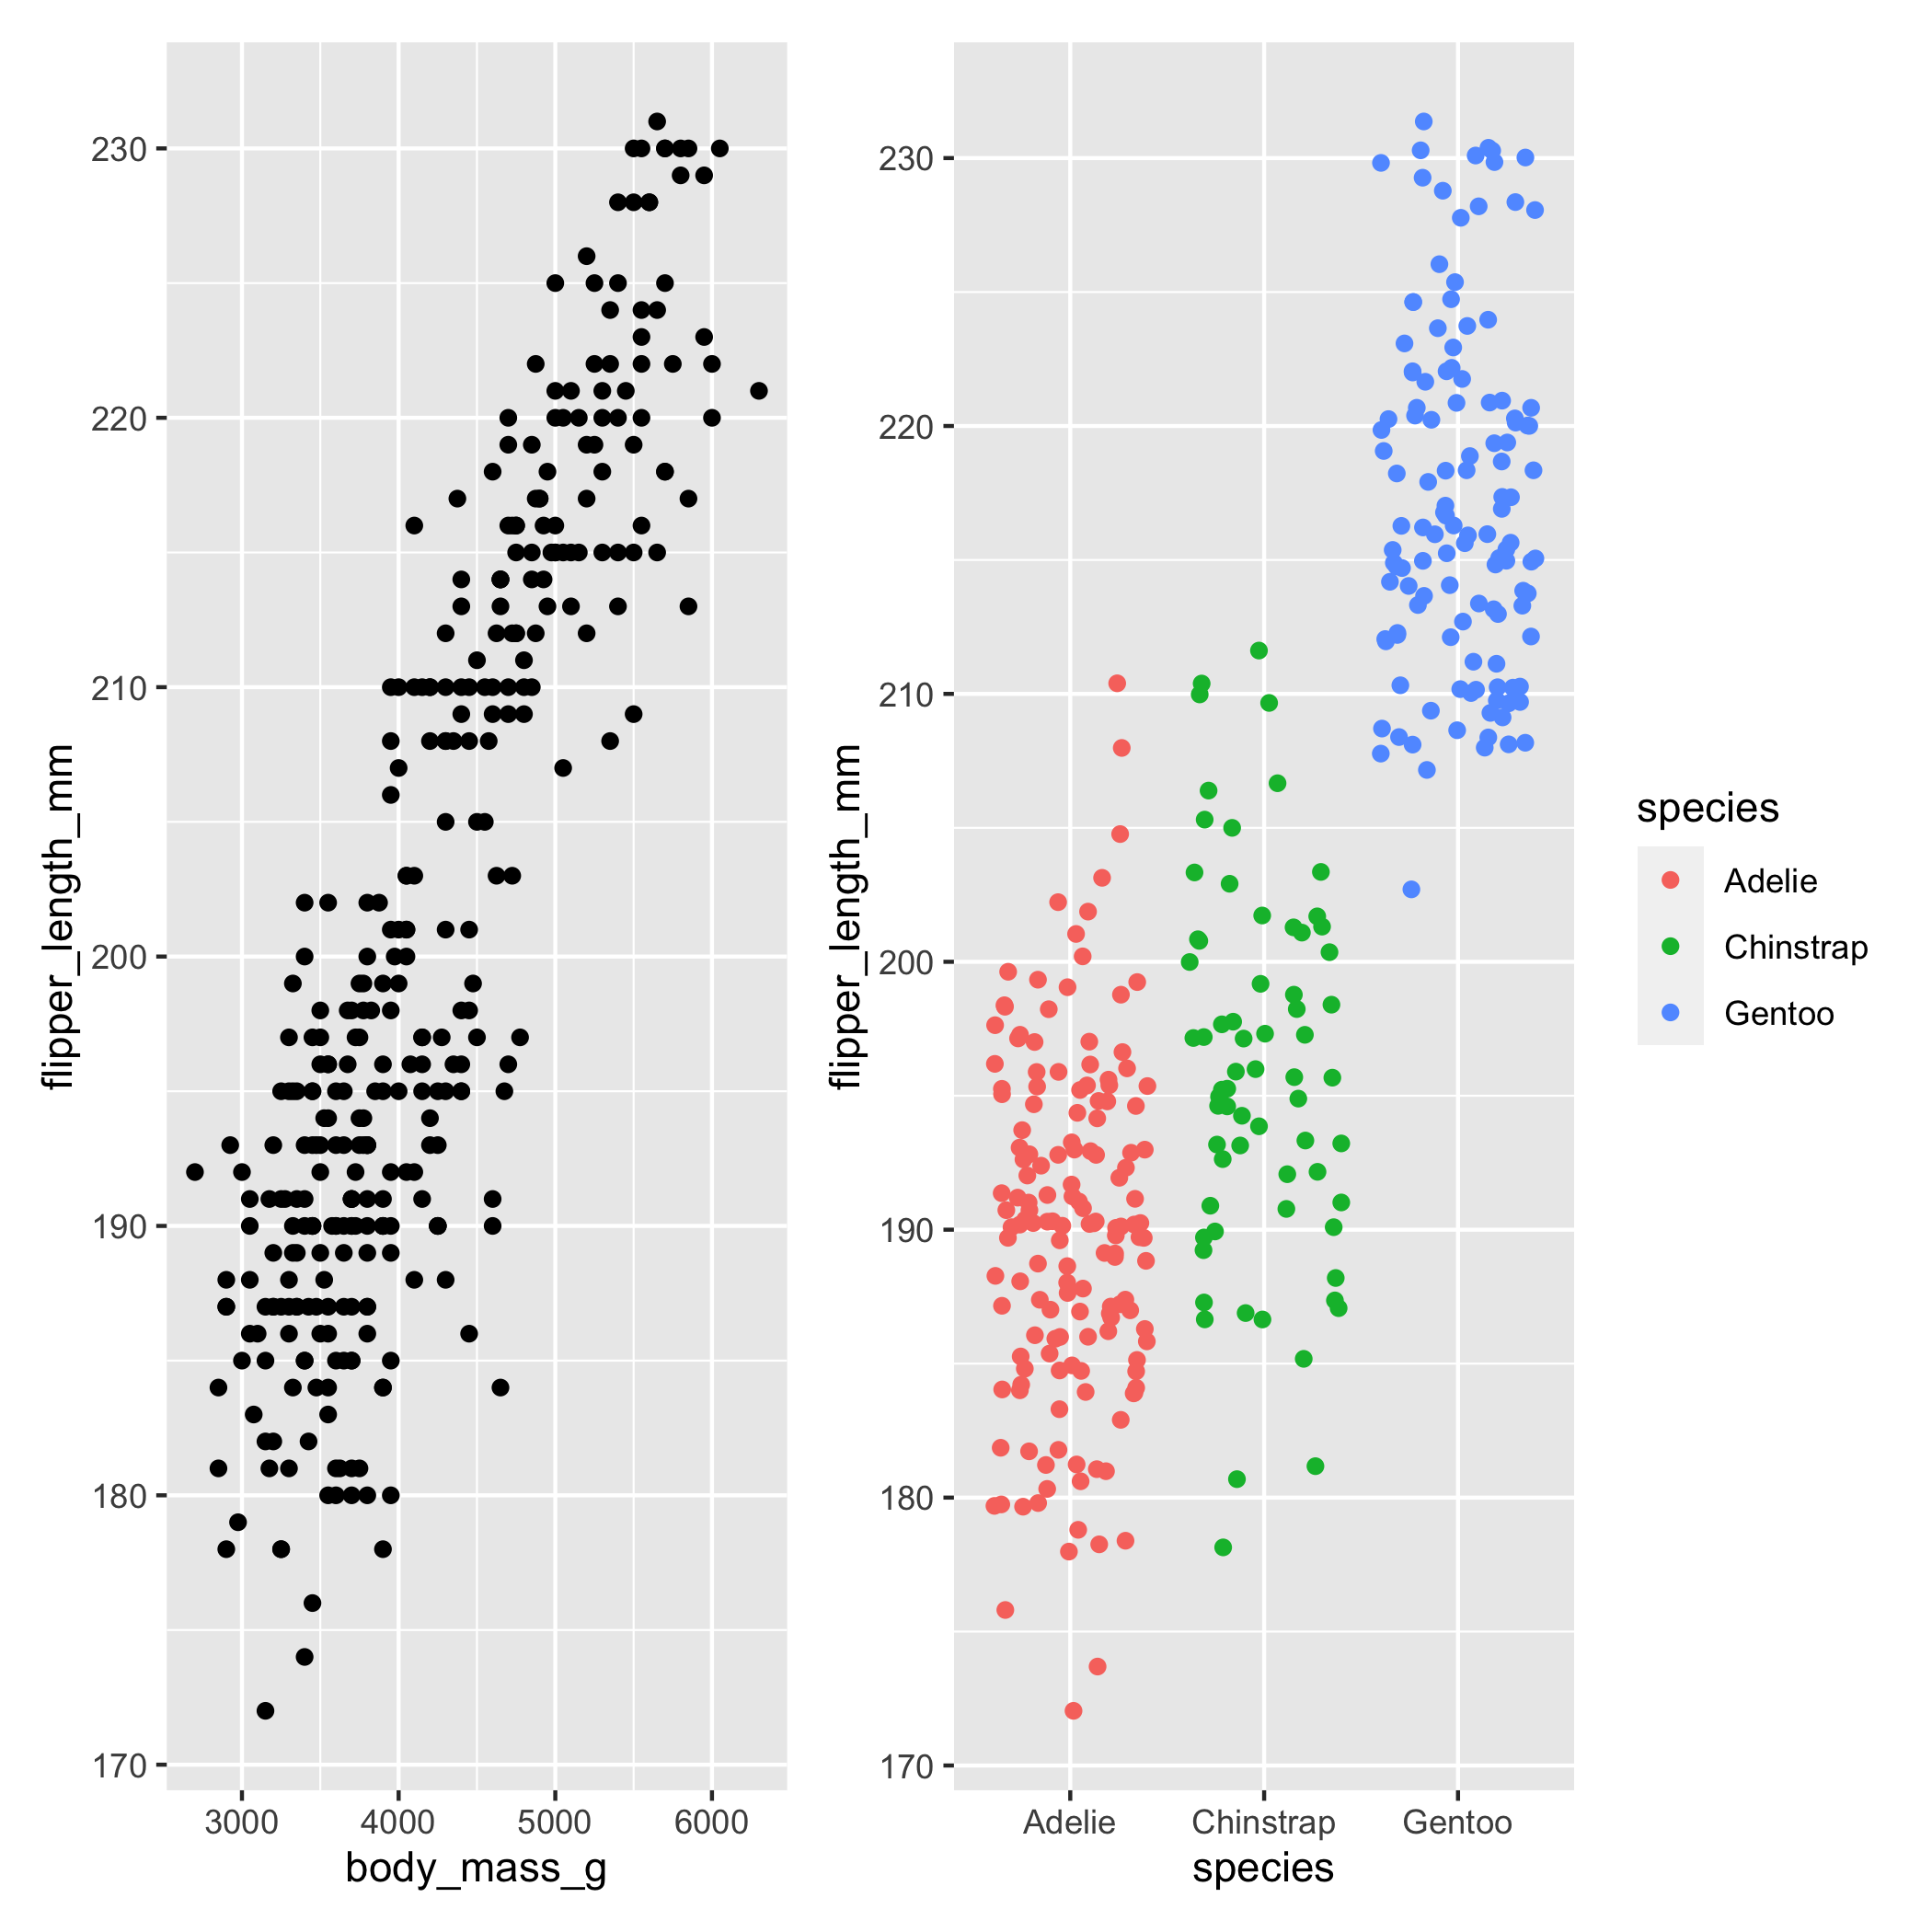 flipper_length_mm
230
220
210
200
190
180
170
3000 4000 5000 6000
body_mass_g
flipper_length_mm
230
220
210
200
190
180
170
Adelie Chinstrap Gentoo
species
species
Adelie
Chinstrap
Gentoo